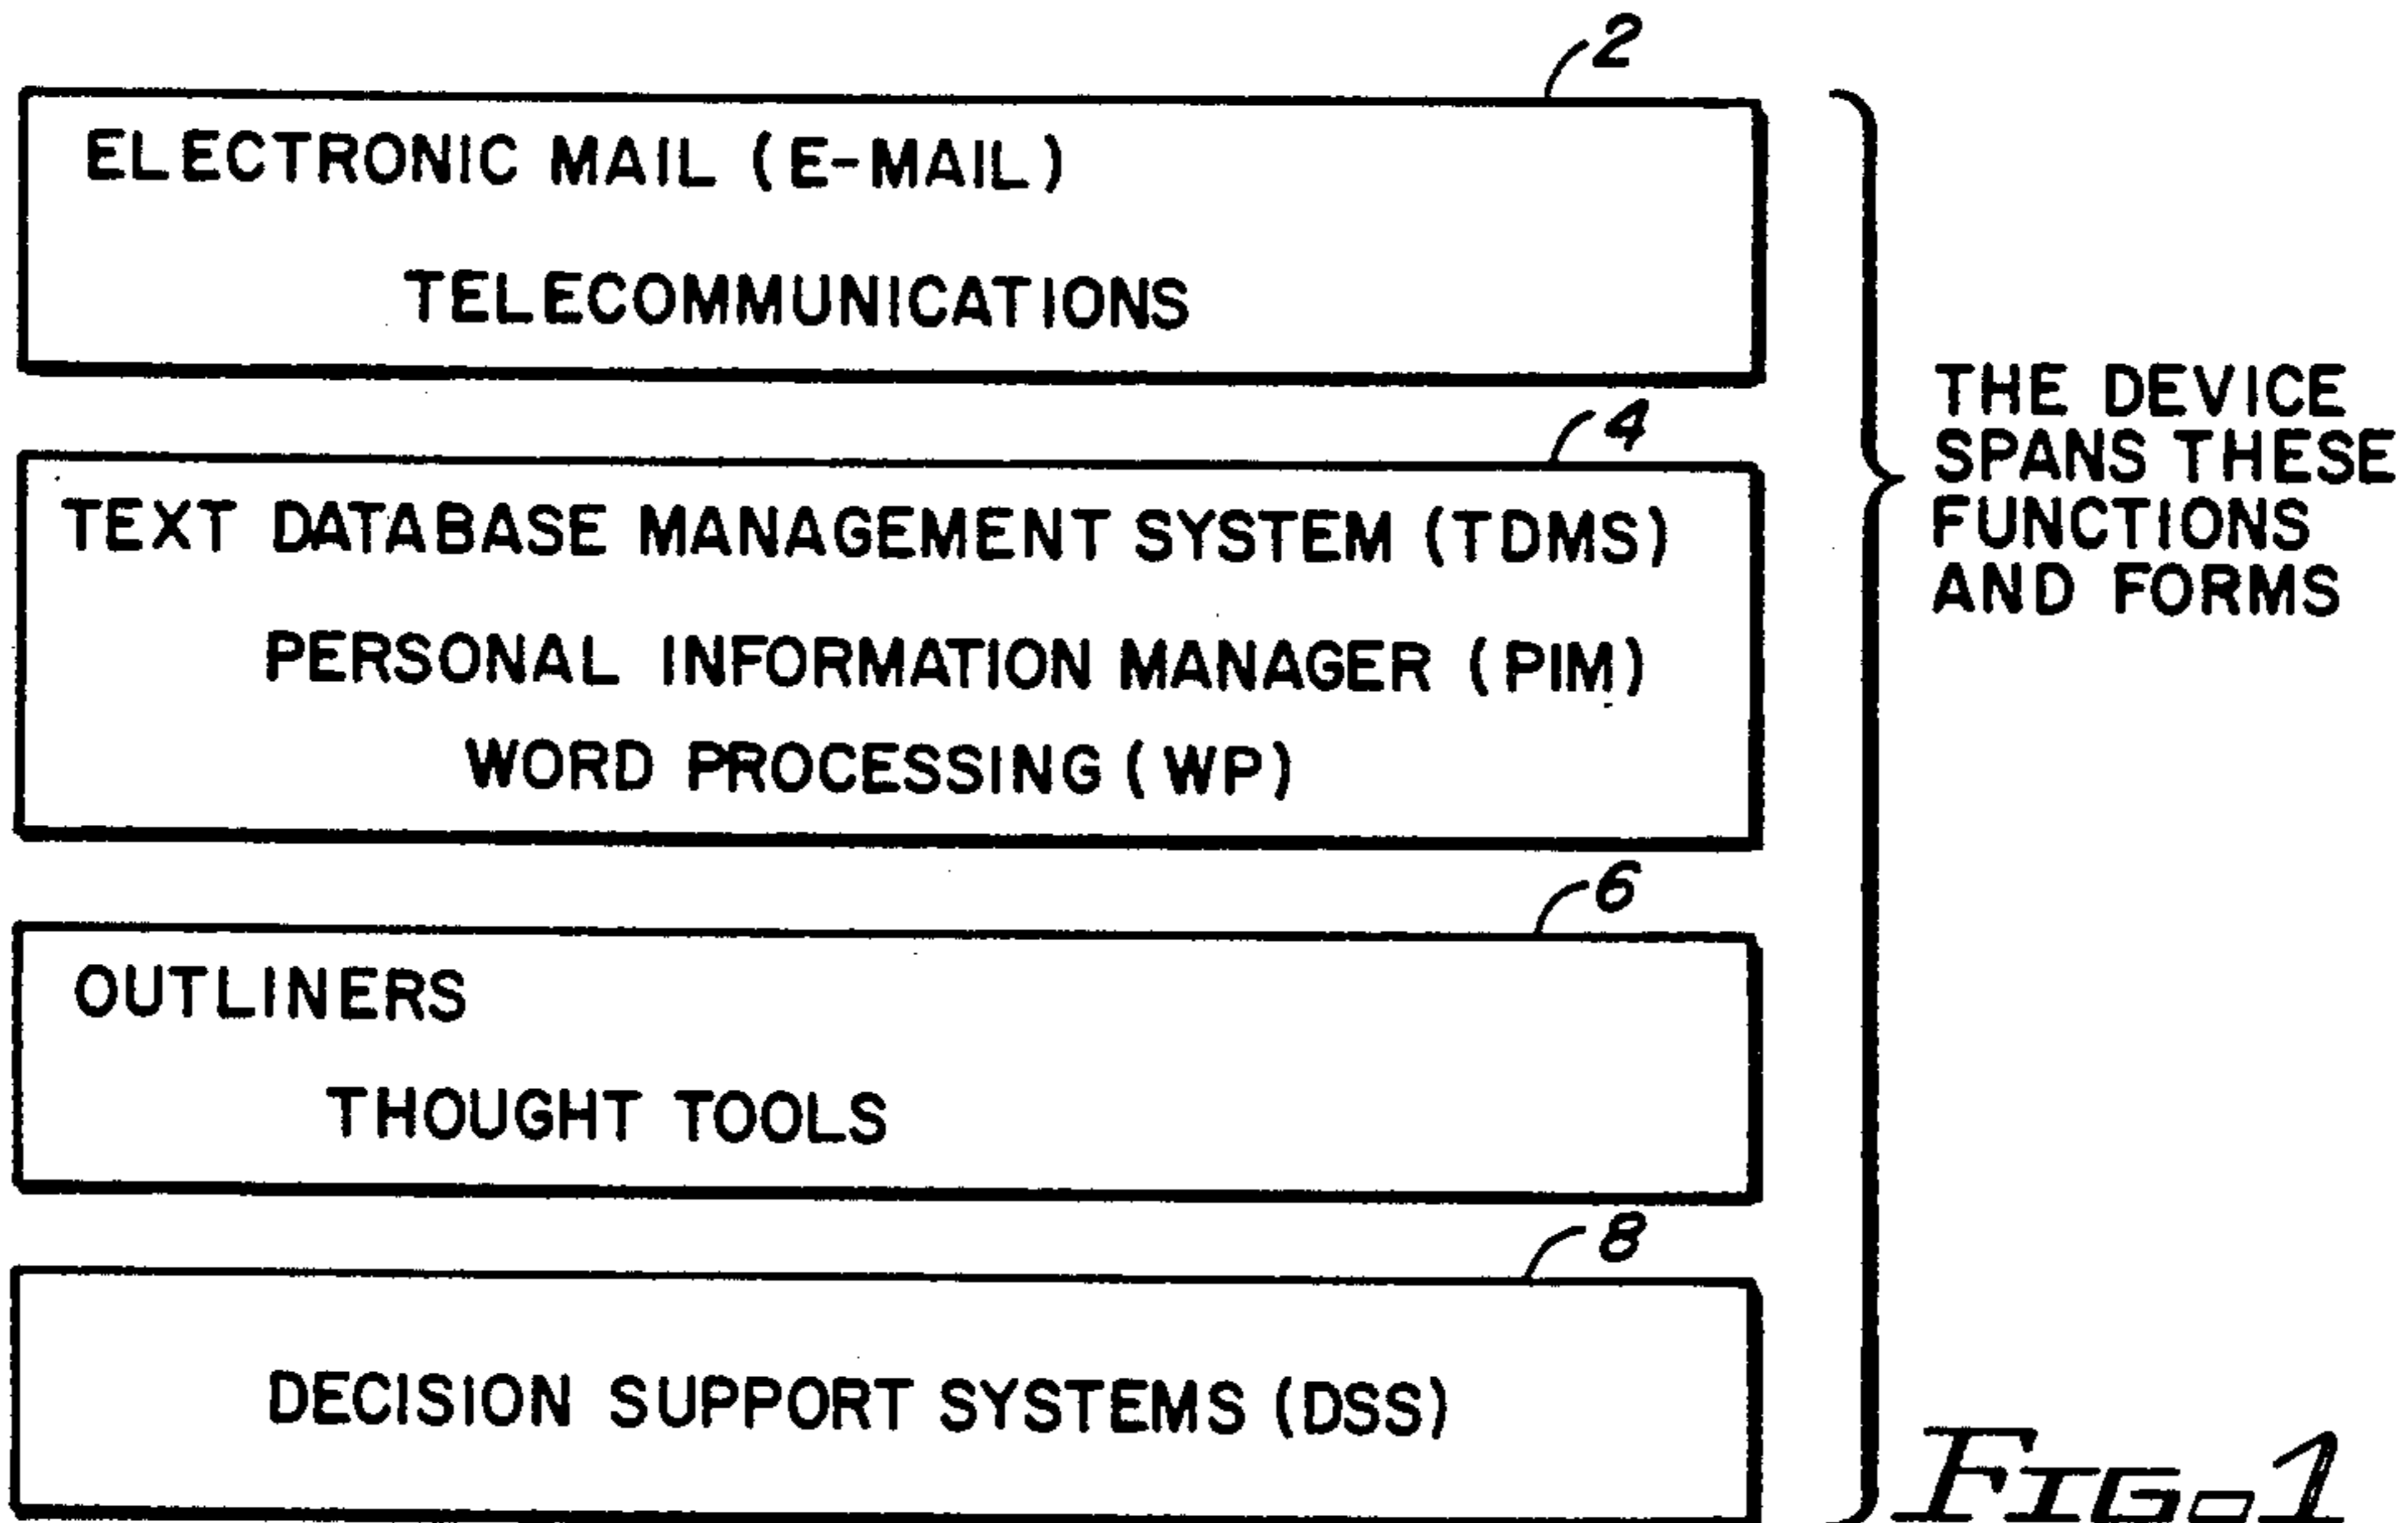 2
ELECTRONIC MAIL (E-MAIL)
TELECOMMUNICATIONS
4
TEXT DATABASE MANAGEMENT SYSTEM (TDMS)
PERSONAL INFORMATION MANAGER (PIM)
WORD PROCESSING (WP)
6
OUTLINERS
THOUGHT TOOLS
8
DECISION SUPPORT SYSTEMS (DSS)
THE DEVICE
SPANS THESE
FUNCTIONS
AND FORMS
FIG. 1